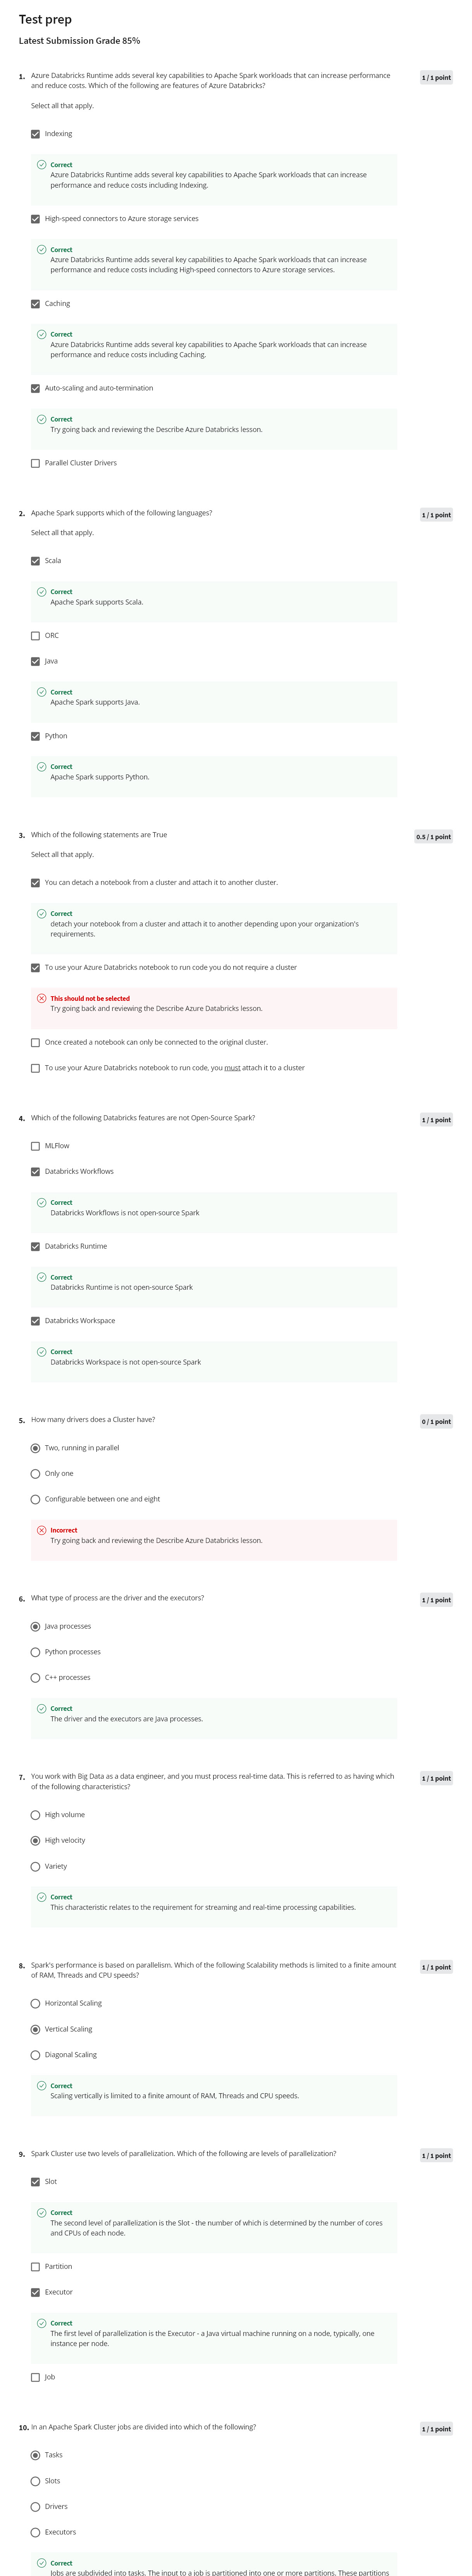 Test prep
Latest Submission Grade 85%
1. Azure Databricks Runtime adds several key capabilities to Apache Spark workloads that can increase performance
and reduce costs. Which of the following are features of Azure Databricks?
1 / 1 point
Select all that apply.
Indexing
Correct
Azure Databricks Runtime adds several key capabilities to Apache Spark workloads that can increase
performance and reduce costs including Indexing.
High-speed connectors to Azure storage services
Correct
Azure Databricks Runtime adds several key capabilities to Apache Spark workloads that can increase
performance and reduce costs including High-speed connectors to Azure storage services.
Caching
Correct
Azure Databricks Runtime adds several key capabilities to Apache Spark workloads that can increase
performance and reduce costs including Caching.
Auto-scaling and auto-termination
Correct
Try going back and reviewing the Describe Azure Databricks lesson.
Parallel Cluster Drivers
2. Apache Spark supports which of the following languages?
1 / 1 point
Select all that apply.
Scala
Correct
Apache Spark supports Scala.
ORC
Java
Correct
Apache Spark supports Java.
Python
Correct
Apache Spark supports Python.
3. Which of the following statements are True
0.5 / 1 point
Select all that apply.
You can detach a notebook from a cluster and attach it to another cluster.
Correct
detach your notebook from a cluster and attach it to another depending upon your organization's
requirements.
To use your Azure Databricks notebook to run code you do not require a cluster
This should not be selected
Try going back and reviewing the Describe Azure Databricks lesson.
Once created a notebook can only be connected to the original cluster.
To use your Azure Databricks notebook to run code, you must attach it to a cluster
4. Which of the following Databricks features are not Open-Source Spark?
1 / 1 point
MLFlow
Databricks Workflows
Correct
Databricks Workflows is not open-source Spark
Databricks Runtime
Correct
Databricks Runtime is not open-source Spark
Databricks Workspace
Correct
Databricks Workspace is not open-source Spark
5. How many drivers does a Cluster have?
0 / 1 point
Two, running in parallel
Only one
Configurable between one and eight
Incorrect
Try going back and reviewing the Describe Azure Databricks lesson.
6. What type of process are the driver and the executors?
1 / 1 point
Java processes
Python processes
C++ processes
Correct
The driver and the executors are Java processes.
7. You work with Big Data as a data engineer, and you must process real-time data. This is referred to as having which
of the following characteristics?
1 / 1 point
High volume
High velocity
Variety
Correct
This characteristic relates to the requirement for streaming and real-time processing capabilities.
8. Spark's performance is based on parallelism. Which of the following Scalability methods is limited to a finite amount
of RAM, Threads and CPU speeds?
1 / 1 point
Horizontal Scaling
Vertical Scaling
Diagonal Scaling
Correct
Scaling vertically is limited to a finite amount of RAM, Threads and CPU speeds.
9. Spark Cluster use two levels of parallelization. Which of the following are levels of parallelization?
1 / 1 point
Slot
Correct
The second level of parallelization is the Slot - the number of which is determined by the number of cores
and CPUs of each node.
Partition
Executor
Correct
The first level of parallelization is the Executor - a Java virtual machine running on a node, typically, one
instance per node.
Job
10. In an Apache Spark Cluster jobs are divided into which of the following?
1 / 1 point
Tasks
Slots
Drivers
Executors
Correct
Jobs are subdivided into tasks. The input to a job is partitioned into one or more partitions. These partitions